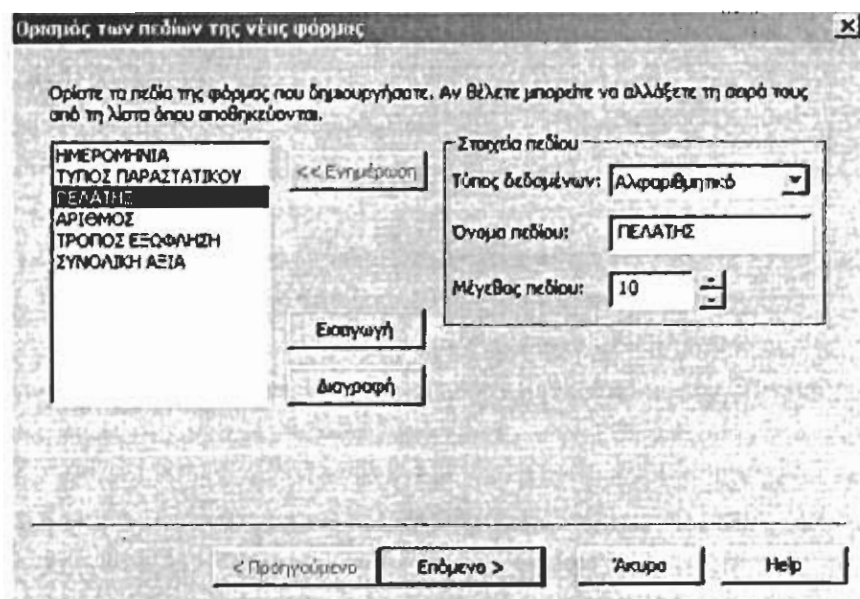 Ορισμός των πεδίων της νέας φόρμας
Ορίστε τα πεδία της φόρμας που δημιουργήσατε. Αν θέλετε μπορείτε να αλλάξετε τη σειρά τους
από τη λίστα όπου αποθηκεύονται.
ΗΜΕΡΟΜΗΝΙΑ
ΤΥΠΟΣ ΠΑΡΑΣΤΑΤΙΚΟΥ
ΠΕΛΑΤΗΣ
ΑΡΙΘΜΟΣ
ΤΡΟΠΟΣ ΕΞΩΦΛΗΣΗ
ΣΥΝΟΛΙΚΗ ΑΞΙΑ
<< Ενημέρωση
Εισαγωγή
Διαγραφή
Στοιχεία πεδίου
Τύπος δεδομένων: Αλφαριθμητικό
Όνομα πεδίου: ΠΕΛΑΤΗΣ
Μέγεθος πεδίου: 10
< Προηγούμενο Επόμενο > Άκυρο Help